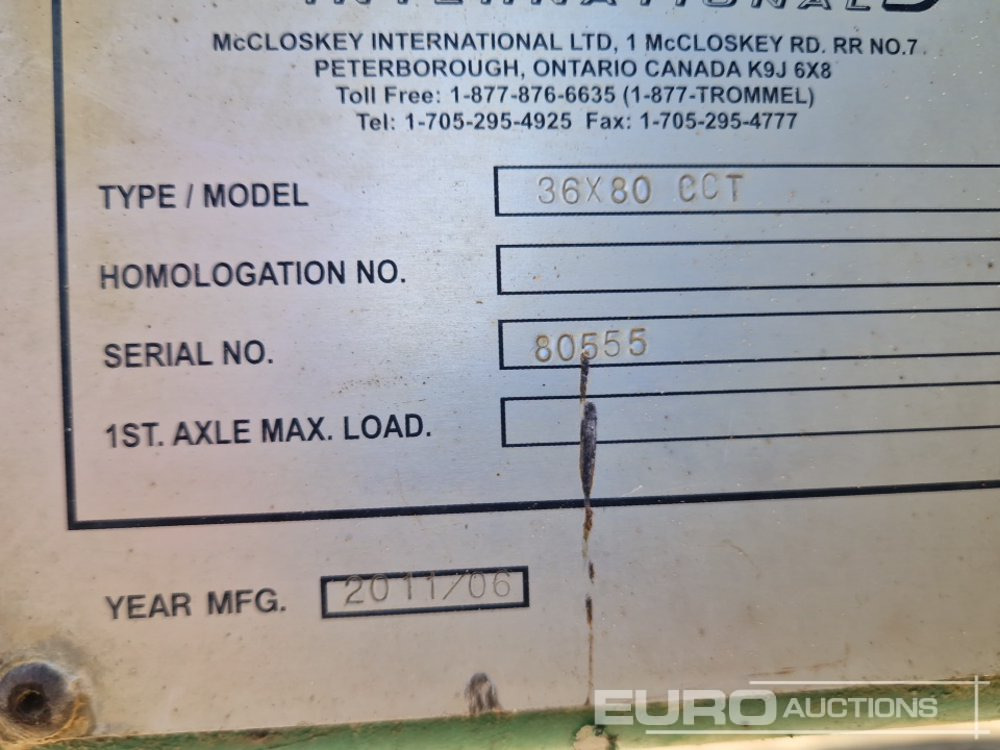 INTERNATIONAL
McCLOSKEY INTERNATIONAL LTD, 1 McCLOSKEY RD. RR NO.7
PETERBOROUGH, ONTARIO CANADA K9J 6X8
Toll Free: 1-877-876-6635 (1-877-TROMMEL)
Tel: 1-705-295-4925 Fax: 1-705-295-4777
TYPE / MODEL 36X80 CCT
HOMOLOGATION NO.
SERIAL NO. 80555
1ST. AXLE MAX. LOAD.
YEAR MFG. 2011/06
EURO AUCTIONS